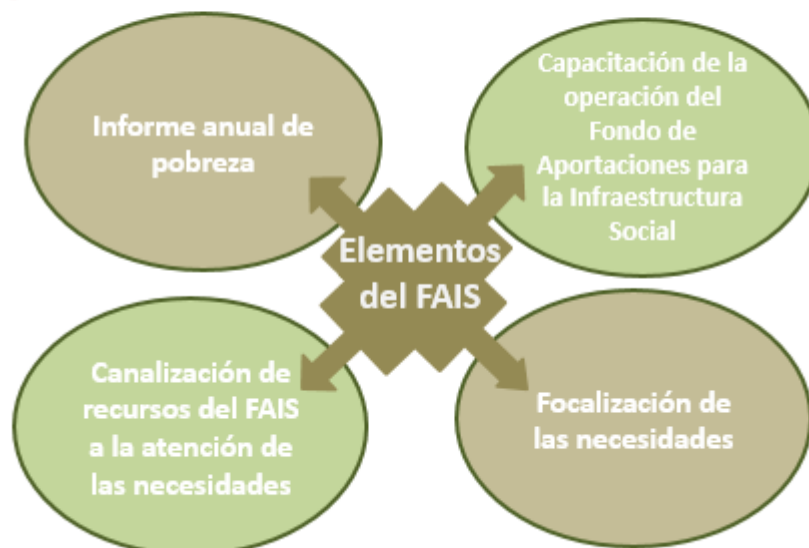 Informe anual de
pobreza
Capacitación de la
operación del
Fondo de
Aportaciones para
la Infraestructura
Social
Elementos
del FAIS
Canalización de
recursos del FAIS
a la atención de
las necesidades
Focalización de
las necesidades